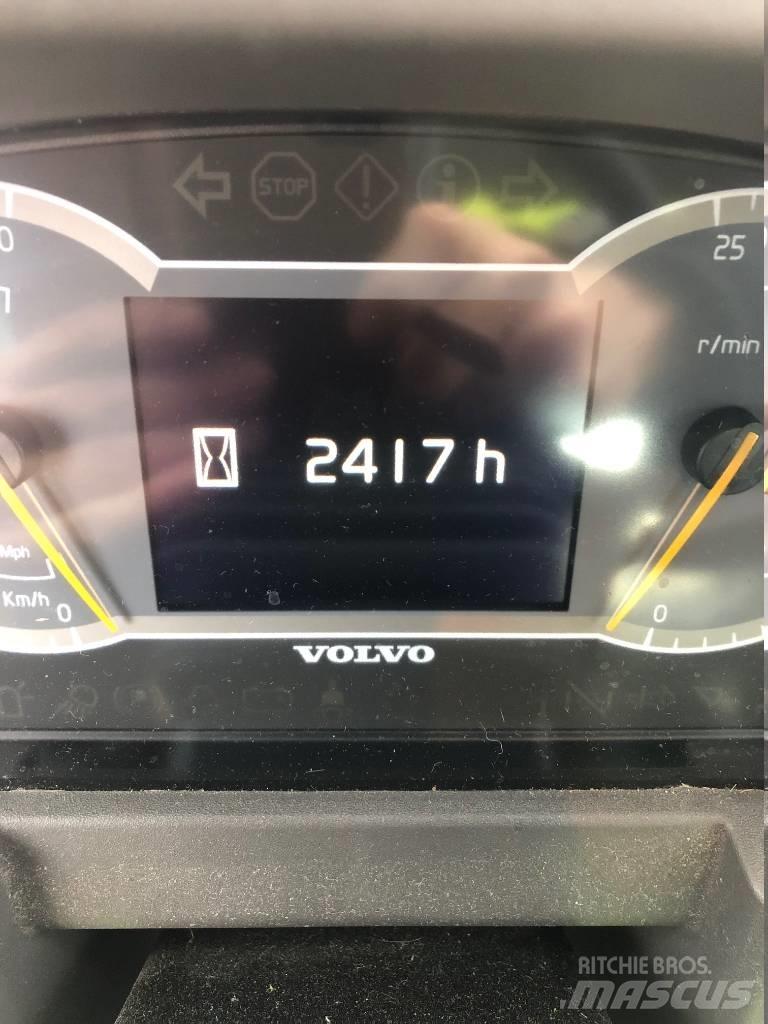 STOP
25
r/min
2417 h
Mph
Km/h
0
0
VOLVO
RITCHIE BROS.
MASCUS